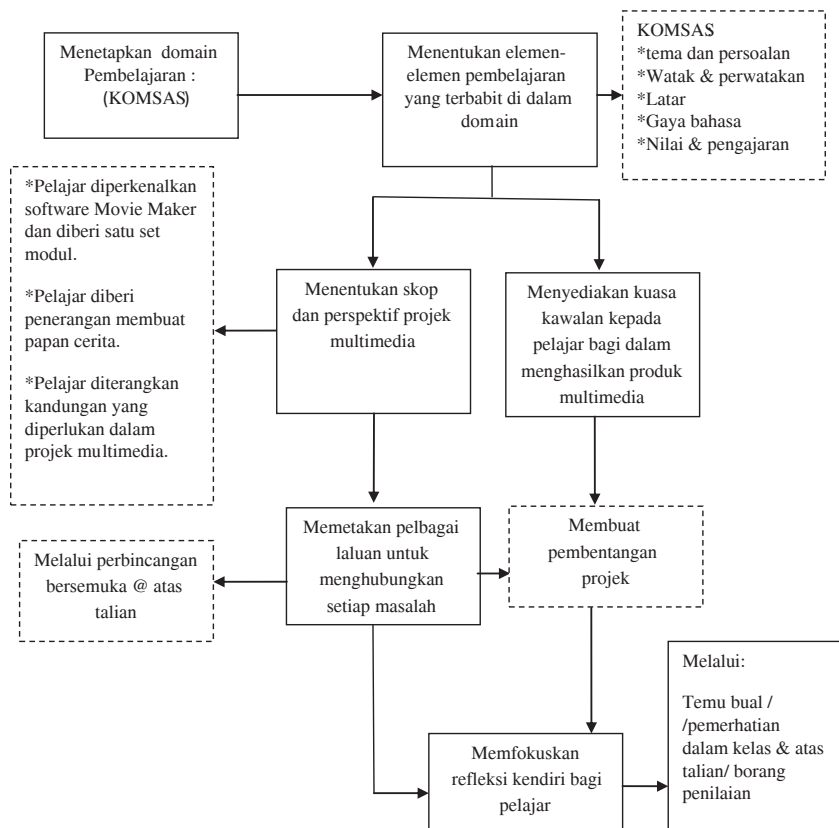 Menetapkan domain
Pembelajaran :
(KOMSAS)
Menentukan elemen-
elemen pembelajaran
yang terbabit di dalam
domain
KOMSAS
*tema dan persoalan
*Watak & perwatakan
*Latar
*Gaya bahasa
*Nilai & pengajaran
*Pelajar diperkenalkan
software Movie Maker
dan diberi satu set
modul.
*Pelajar diberi
penerangan membuat
papan cerita.
*Pelajar diterangkan
kandungan yang
diperlukan dalam
projek multimedia.
Menentukan skop
dan perspektif projek
multimedia
Menyediakan kuasa
kawalan kepada
pelajar bagi dalam
menghasilkan produk
multimedia
Melalui perbincangan
bersemuka @ atas
talian
Memetakan pelbagai
laluan untuk
menghubungkan
setiap masalah
Membuat
pembentangan
projek
Memfokuskan
refleksi kendiri bagi
pelajar
Melalui:
Temu bual /
/pemerhatian
dalam kelas & atas
talian/ borang
penilaian